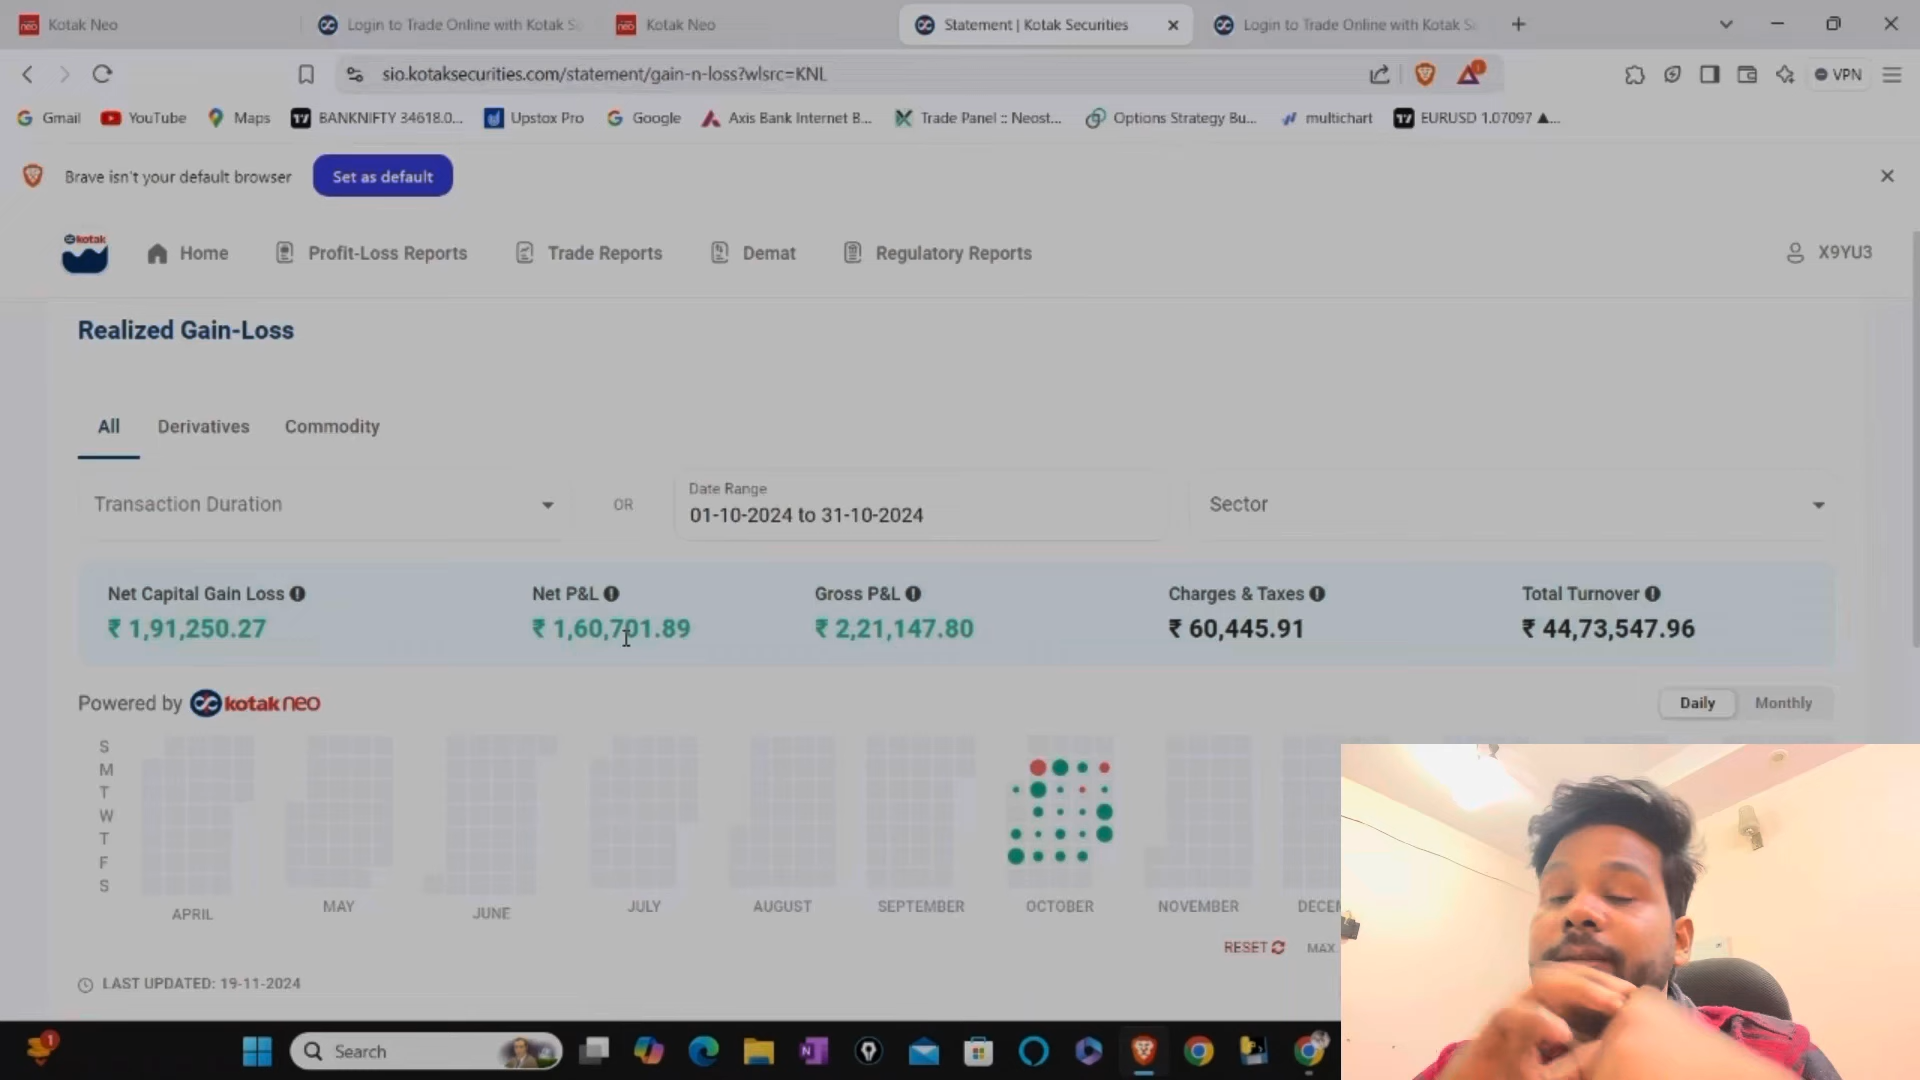 Kotak Neo
Login to Trade Online with Kotak Se
Kotak Neo
Statement | Kotak Securities
Login to Trade Online with Kotak Se
sio.kotaksecurities.com/statement/gain-n-loss?wlsrc=KNL
VPN
Gmail
YouTube
Maps
BANKNIFTY 34618.0...
Upstox Pro
Google
Axis Bank Internet B...
Trade Panel :: Neost...
Options Strategy Bu...
multichart
EURUSD 1.07097 ▲...
Brave isn't your default browser
Set as default
kotak
Home
Profit-Loss Reports
Trade Reports
Demat
Regulatory Reports
X9YU3
Realized Gain-Loss
All
Derivatives
Commodity
Transaction Duration
OR
Date Range
01-10-2024 to 31-10-2024
Sector
Net Capital Gain Loss
Net P&L
Gross P&L
Charges & Taxes
Total Turnover
₹ 1,91,250.27
₹ 1,60,701.89
₹ 2,21,147.80
₹ 60,445.91
₹ 44,73,547.96
Powered by kotak neo
Daily
Monthly
S
M
T
W
T
F
S
APRIL
MAY
JUNE
JULY
AUGUST
SEPTEMBER
OCTOBER
NOVEMBER
DECEM
RESET
MAX
LAST UPDATED: 19-11-2024
1
Search